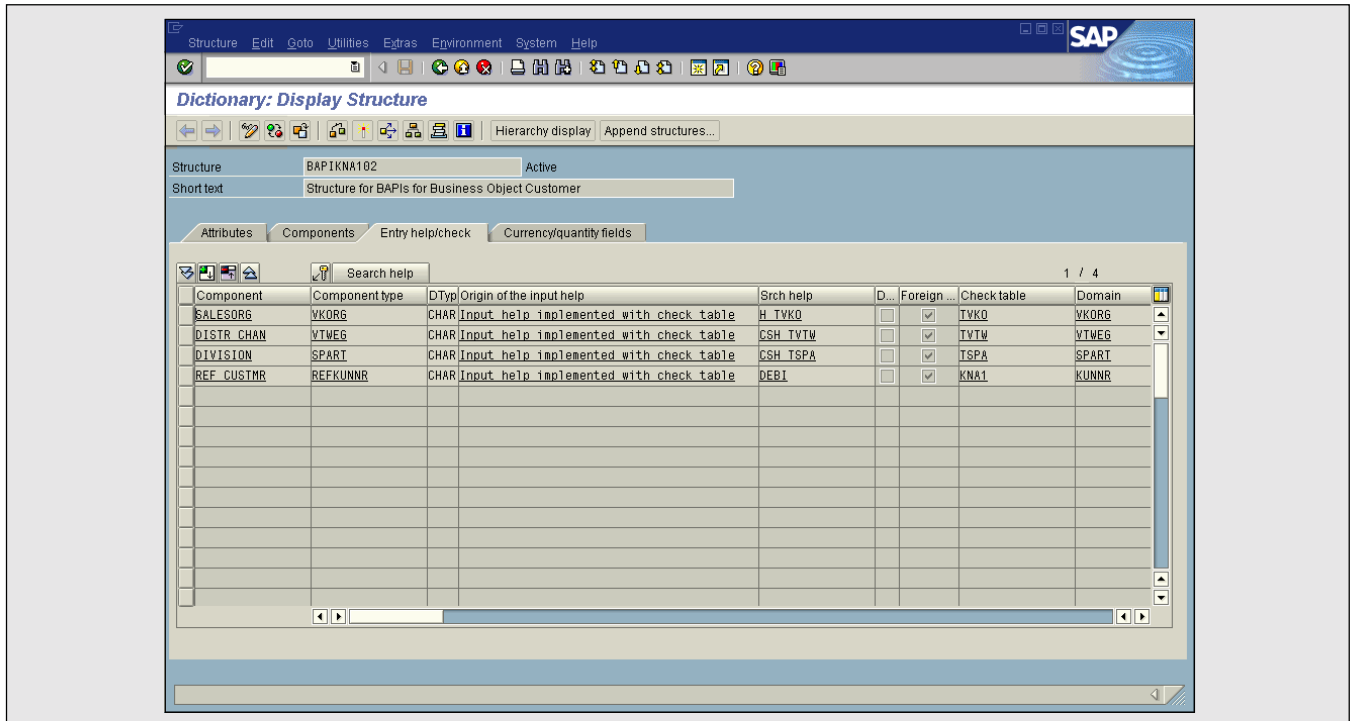 Structure Edit Goto Utilities Extras Environment System Help
SAP
Dictionary: Display Structure
Hierarchy display Append structures...
Structure BAPIKNA102 Active
Short text Structure for BAPIs for Business Object Customer
Attributes Components Entry help/check Currency/quantity fields
Search help 1 / 4
Component Component type DTyp Origin of the input help Srch help D... Foreign ... Check table Domain
SALESORG VKORG CHAR Input help implemented with check table H_TVKO TVKO VKORG
DISTR_CHAN VTWEG CHAR Input help implemented with check table CSH_TVTW TVTW VTWEG
DIVISION SPART CHAR Input help implemented with check table CSH_TSPA TSPA SPART
REF_CUSTMR REFKUNNR CHAR Input help implemented with check table DEBI KNA1 KUNNR